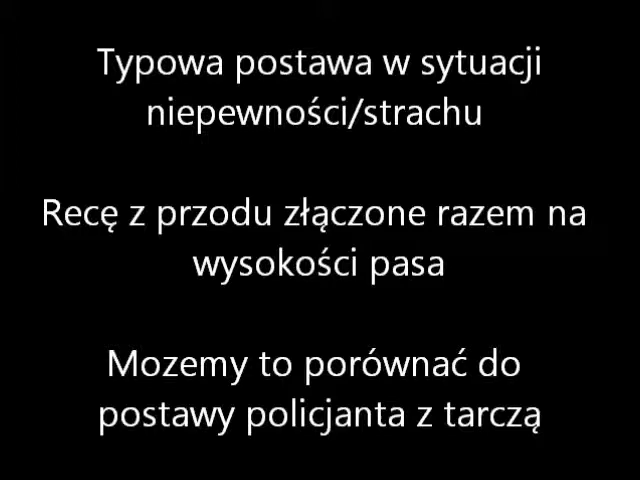 Typowa postawa w sytuacji
niepewności/strachu
Recę z przodu złączone razem na
wysokości pasa
Mozemy to porównać do
postawy policjanta z tarczą